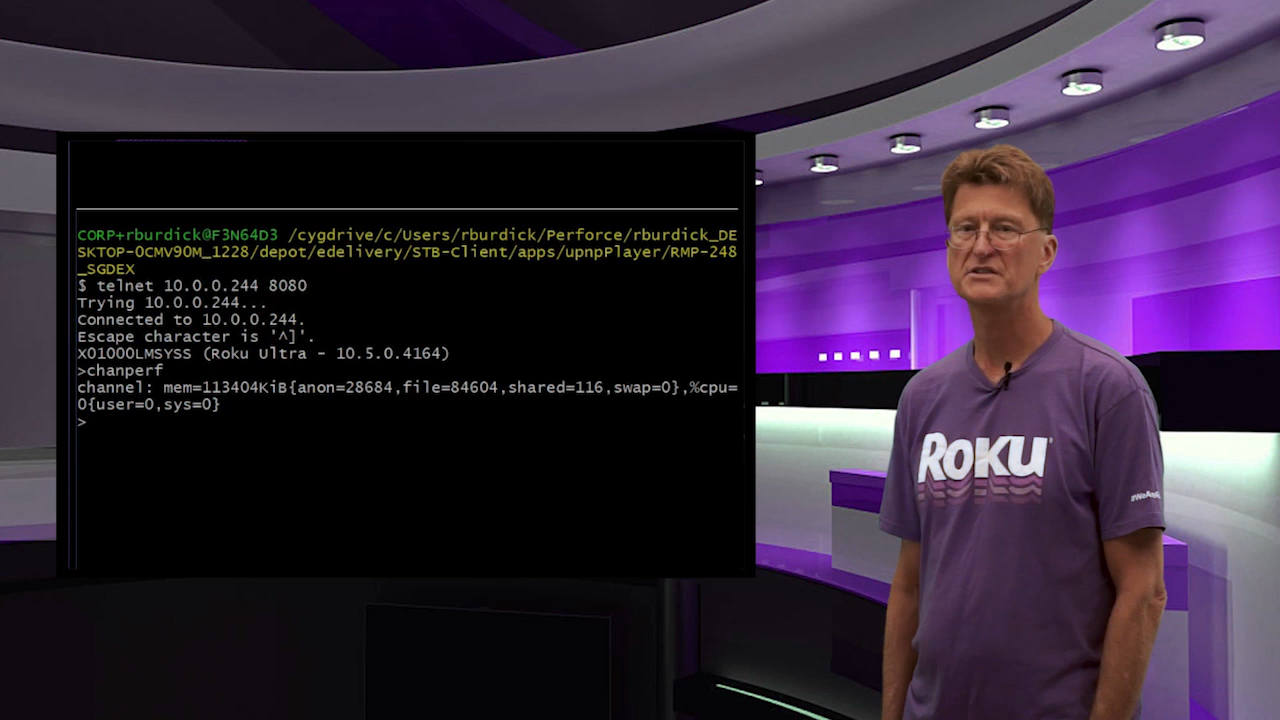 CORP+rburdick@F3N64D3 /cygdrive/c/Users/rburdick/Perforce/rburdick_DE
SKTOP-0CMV9OM_1228/depot/edelivery/STB-Client/apps/upnpPlayer/RMP-248
_SGDEX
$ telnet 10.0.0.244 8080
Trying 10.0.0.244...
Connected to 10.0.0.244.
Escape character is '^]'.
X01000LMSYSS (Roku Ultra - 10.5.0.4164)
>chanperf
channel: mem=113404KiB{anon=28684,file=84604,shared=116,swap=0},%cpu=
0{user=0,sys=0}
>
Roku